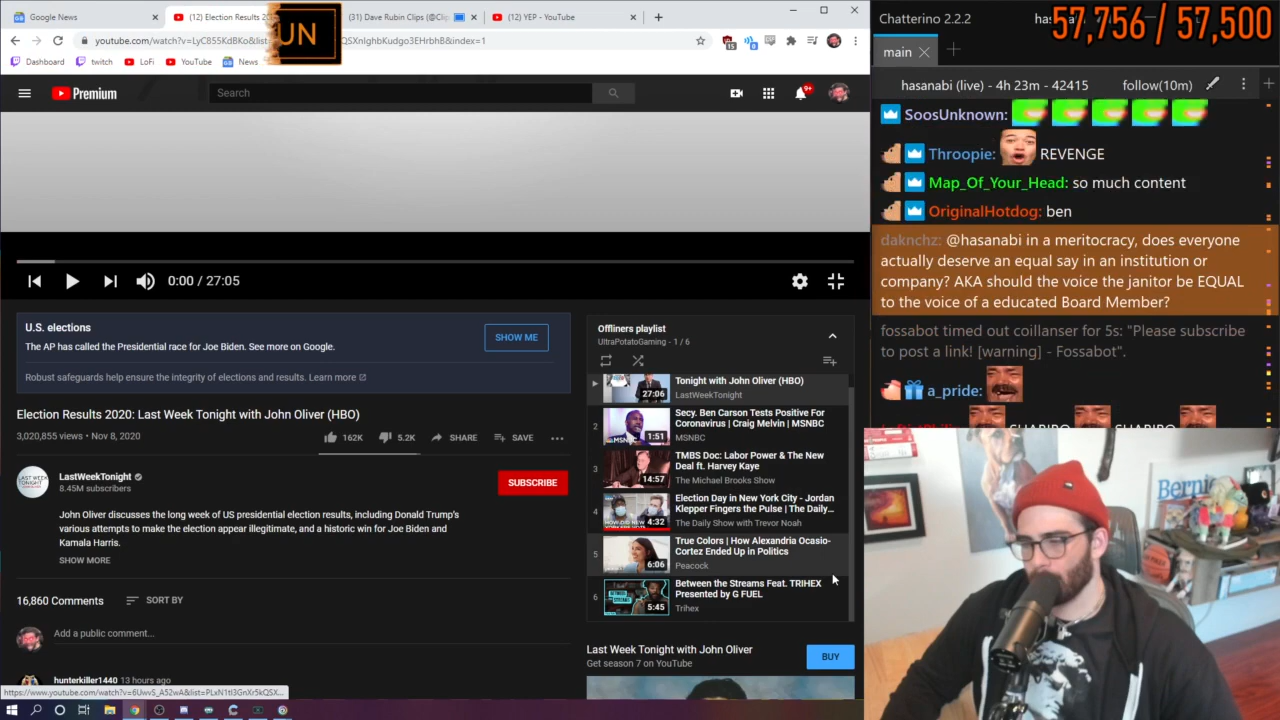 Google News
(12) Election Results 2
(31) Dave Rubin Clips (@Clip
(12) YEP - YouTube
youtube.com/watch?v=LyC855KdBKo&list=
QSXnIghbKudgo3EHrbhB&index=1
UN
Dashboard
twitch
LoFi
YouTube
News
Premium
Search
9+
0:00 / 27:05
U.S. elections
The AP has called the Presidential race for Joe Biden. See more on Google.
SHOW ME
Robust safeguards help ensure the integrity of elections and results. Learn more
Election Results 2020: Last Week Tonight with John Oliver (HBO)
3,020,855 views • Nov 8, 2020
162K
5.2K
SHARE
SAVE
LastWeekTonight
8.45M subscribers
SUBSCRIBE
John Oliver discusses the long week of US presidential election results, including Donald Trump's
various attempts to make the election appear illegitimate, and a historic win for Joe Biden and
Kamala Harris.
SHOW MORE
16,860 Comments
SORT BY
Add a public comment...
hunterkiller1440 13 hours ago
https://www.youtube.com/watch?v=6UwvS_A52wA&list=PLxN1tI3GnXr5kQSX...
Offliners playlist
UltraPotatoGaming - 1 / 6
Tonight with John Oliver (HBO)
LastWeekTonight
27:06
2
Secy. Ben Carson Tests Positive For
Coronavirus | Craig Melvin | MSNBC
MSNBC
1:51
3
TMBS Doc: Labor Power & The New
Deal ft. Harvey Kaye
The Michael Brooks Show
14:57
4
Election Day in New York City - Jordan
Klepper Fingers the Pulse | The Daily...
The Daily Show with Trevor Noah
4:32
5
True Colors | How Alexandria Ocasio-
Cortez Ended Up in Politics
Peacock
6:06
6
Between the Streams Feat. TRIHEX
Presented by G FUEL
Trihex
5:45
Last Week Tonight with John Oliver
Get season 7 on YouTube
BUY
Chatterino 2.2.2
57,756 / 57,500
main
hasanabi (live) - 4h 23m - 42415
follow(10m)
SoosUnknown:
Throopie: REVENGE
Map_Of_Your_Head: so much content
OriginalHotdog: ben
daknchz: @hasanabi in a meritocracy, does everyone
actually deserve an equal say in an institution or
company? AKA should the voice the janitor be EQUAL
to the voice of a educated Board Member?
fossabot timed out coillanser for 5s: "Please subscribe
to post a link! [warning] - Fossabot".
a_pride:
Bernie